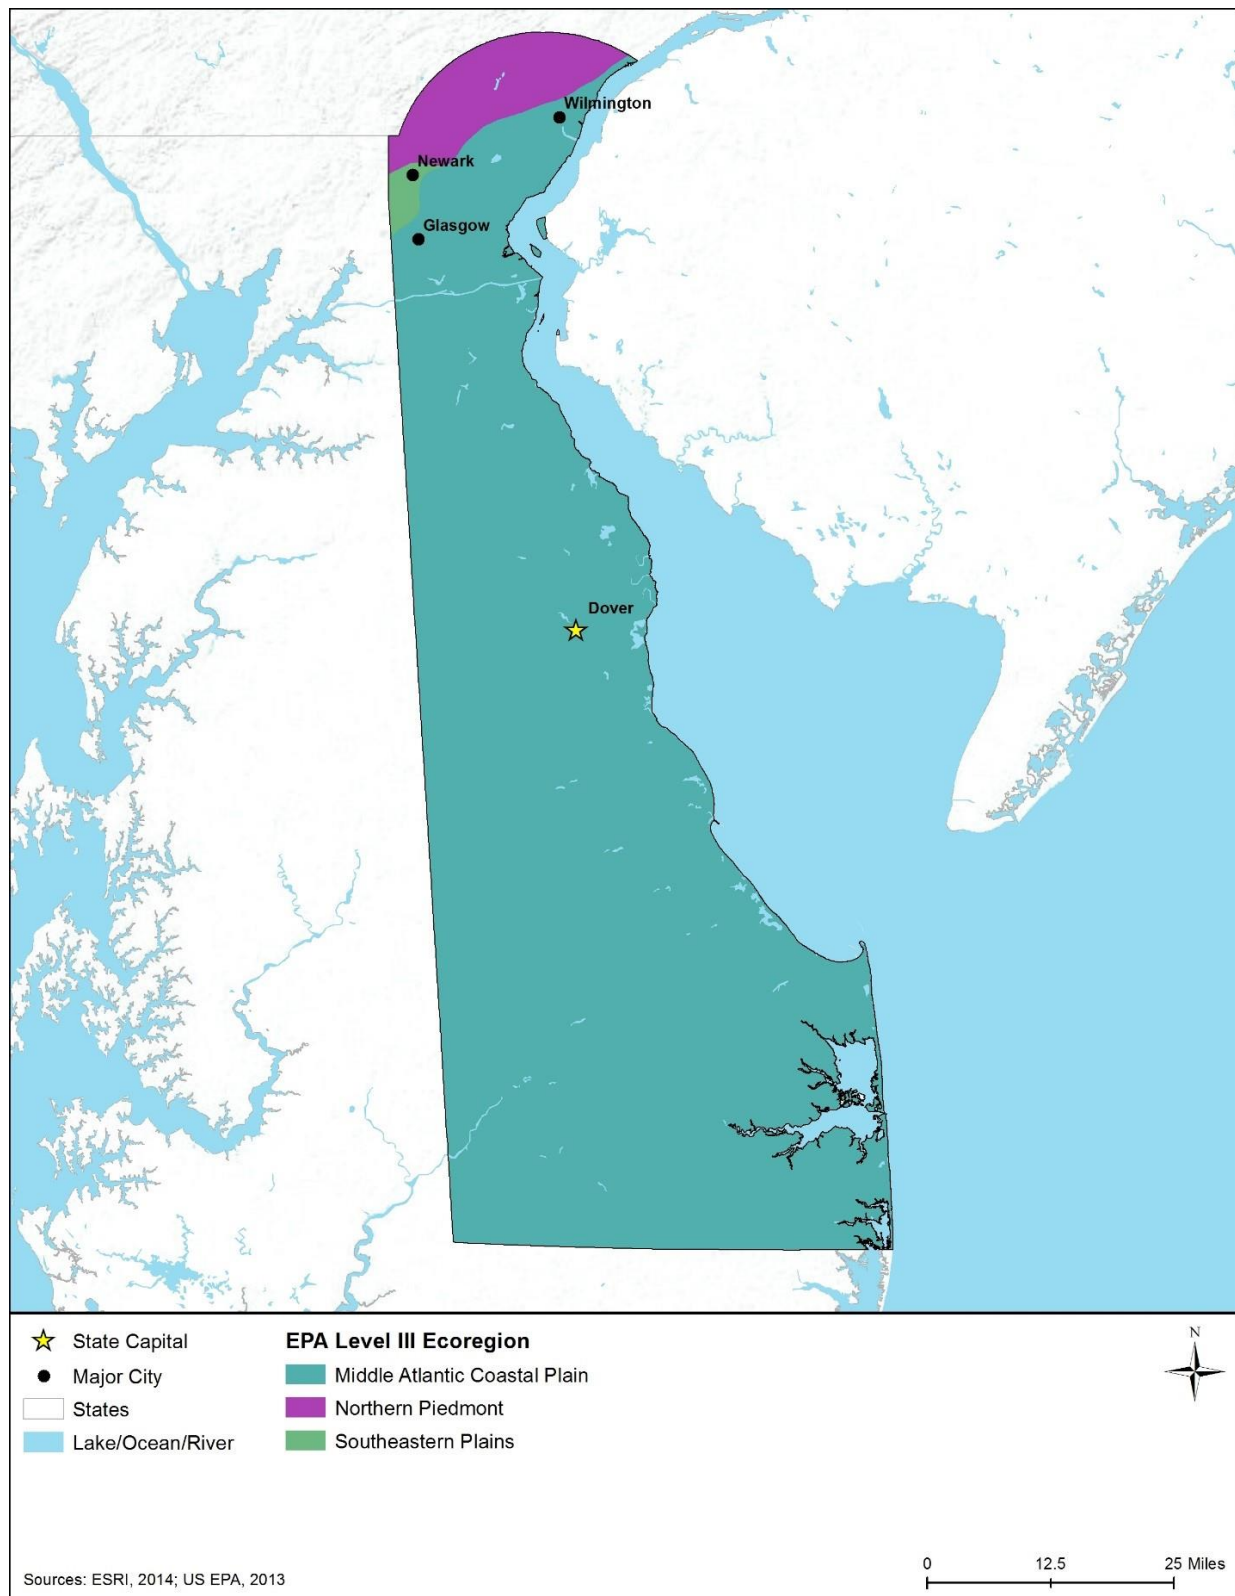 Wilmington
Newark
Glasgow
Dover
State Capital
Major City
States
Lake/Ocean/River
EPA Level III Ecoregion
Middle Atlantic Coastal Plain
Northern Piedmont
Southeastern Plains
N
0 12.5 25 Miles
Sources: ESRI, 2014; US EPA, 2013